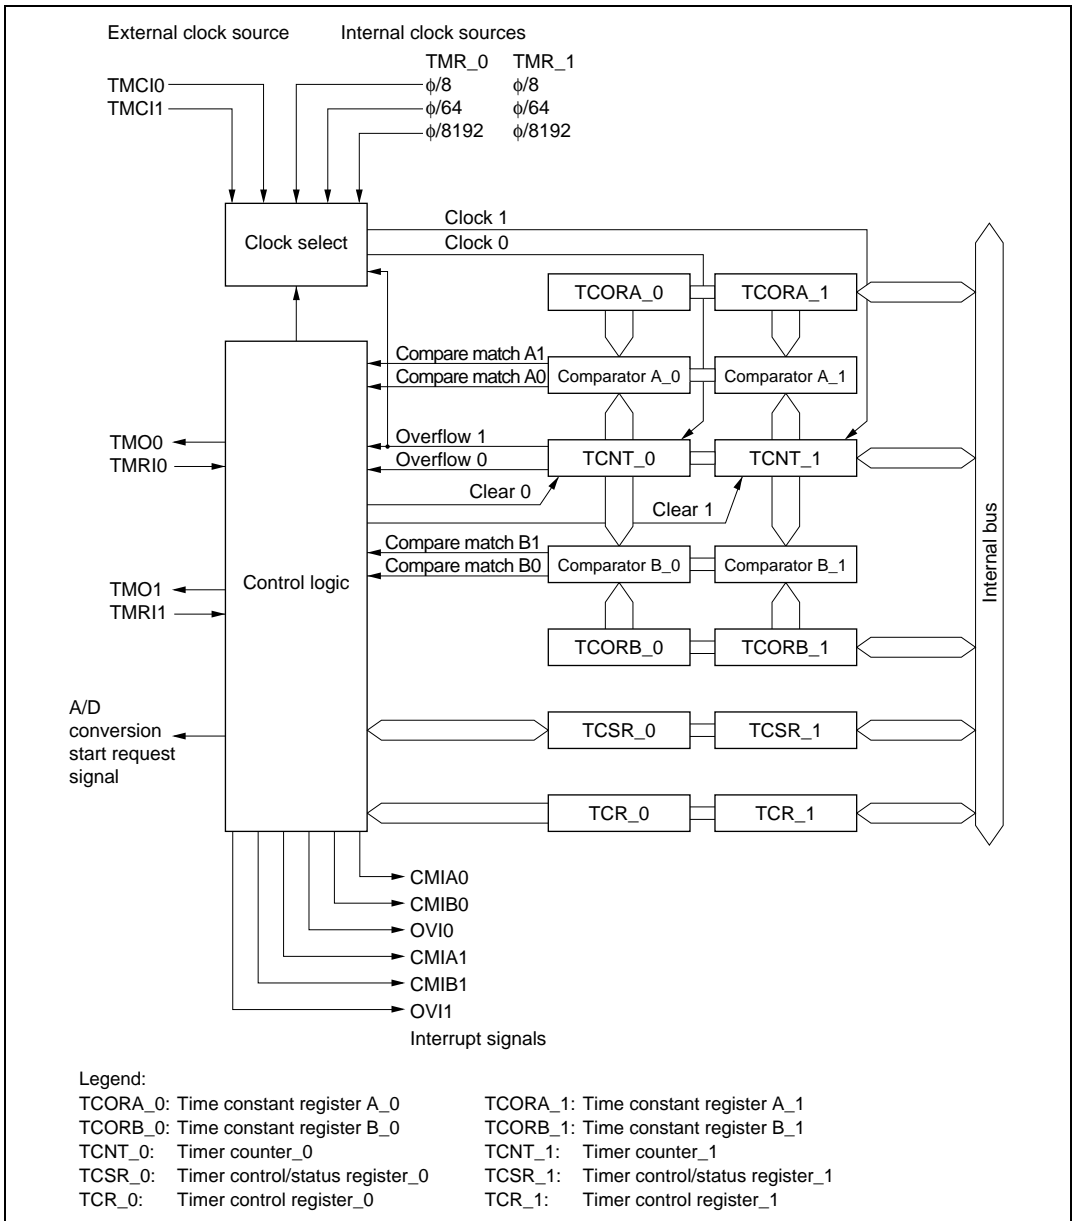 External clock source
Internal clock sources
TMR_0 TMR_1
TMCI0
ϕ/8 ϕ/8
TMCI1
ϕ/64 ϕ/64
ϕ/8192 ϕ/8192
Clock select
Clock 1
Clock 0
TCORA_0
TCORA_1
Compare match A1
Compare match A0
Comparator A_0
Comparator A_1
TMO0
TMRI0
Overflow 1
Overflow 0
TCNT_0
TCNT_1
Clear 0
Clear 1
Internal bus
Compare match B1
Compare match B0
Comparator B_0
Comparator B_1
Control logic
TMO1
TMRI1
TCORB_0
TCORB_1
A/D
conversion
start request
signal
TCSR_0
TCSR_1
TCR_0
TCR_1
CMIA0
CMIB0
OVI0
CMIA1
CMIB1
OVI1
Interrupt signals
Legend:
TCORA_0: Time constant register A_0
TCORA_1: Time constant register A_1
TCORB_0: Time constant register B_0
TCORB_1: Time constant register B_1
TCNT_0: Timer counter_0
TCNT_1: Timer counter_1
TCSR_0: Timer control/status register_0
TCSR_1: Timer control/status register_1
TCR_0: Timer control register_0
TCR_1: Timer control register_1